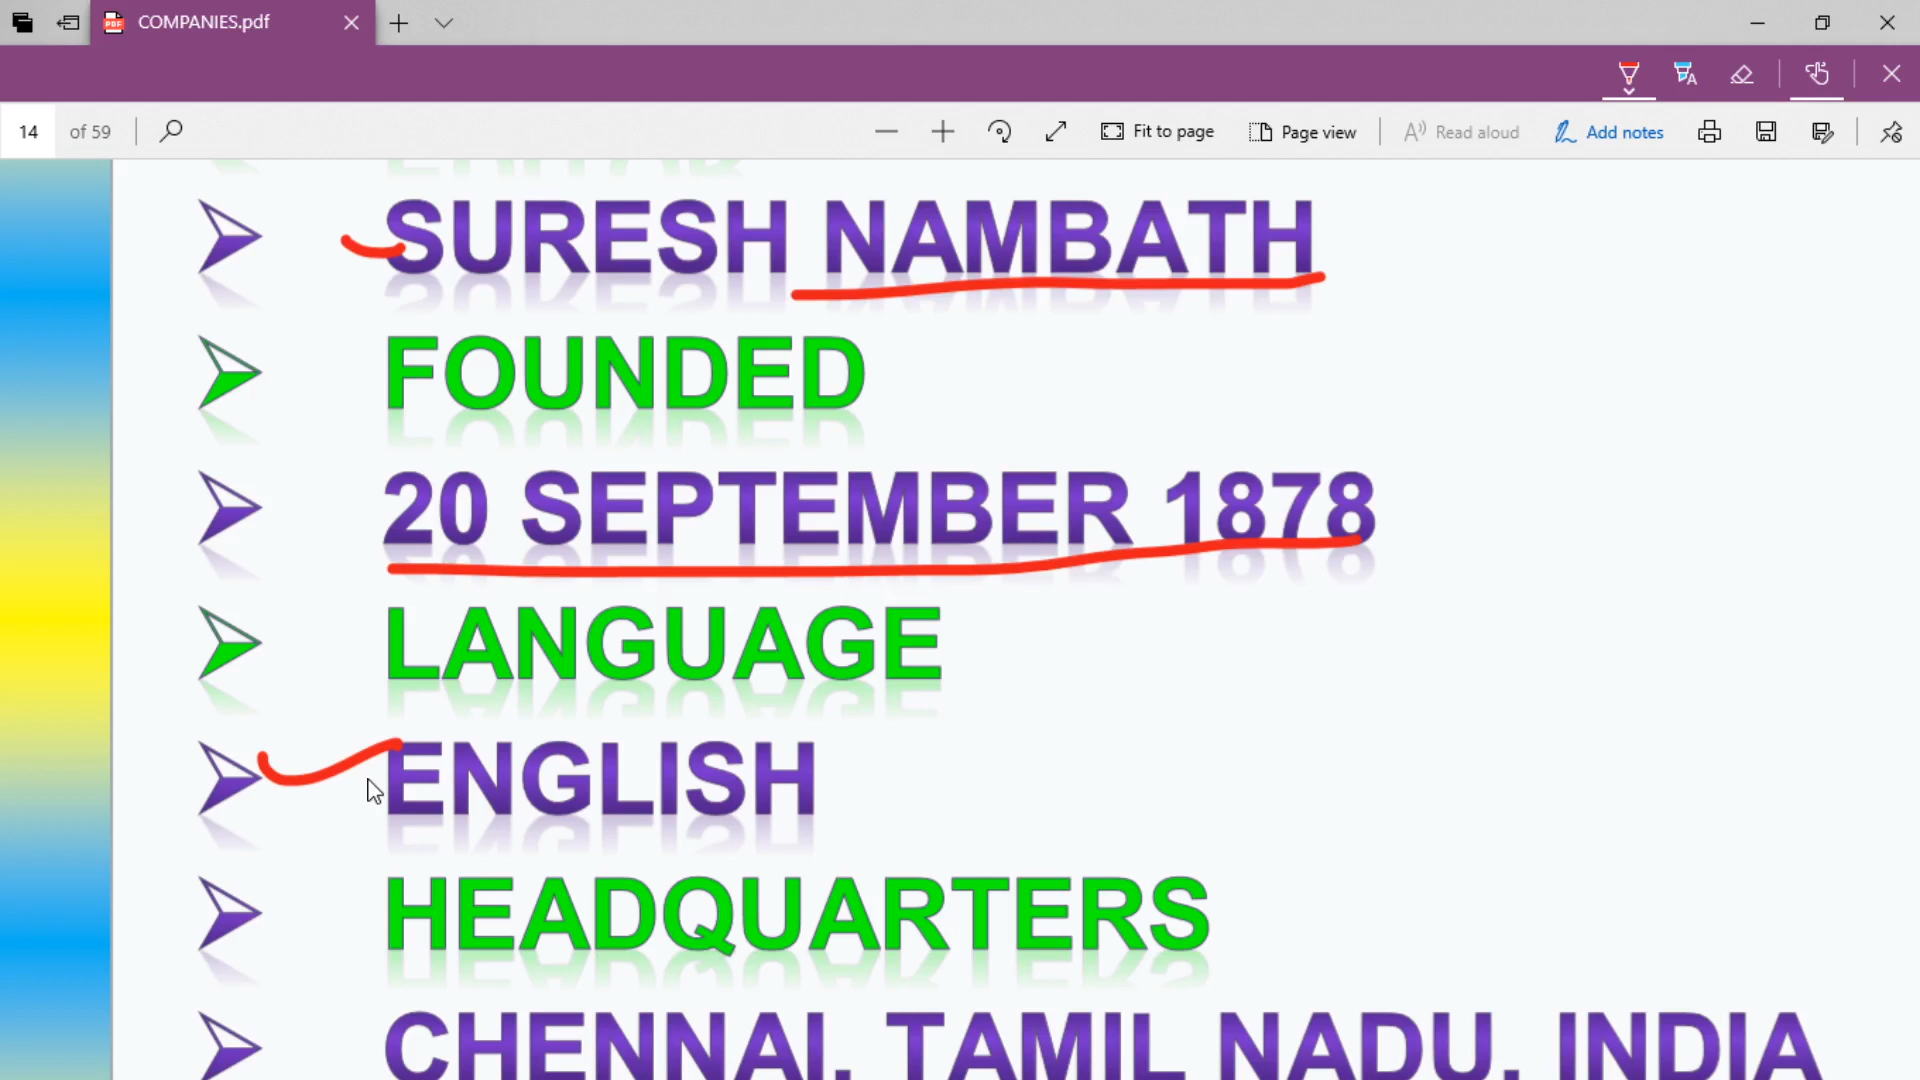 COMPANIES.pdf
14 of 59
Fit to page
Page view
Read aloud
Add notes
SURESH NAMBATH
FOUNDED
20 SEPTEMBER 1878
LANGUAGE
ENGLISH
HEADQUARTERS
CHENNAI, TAMIL NADU, INDIA